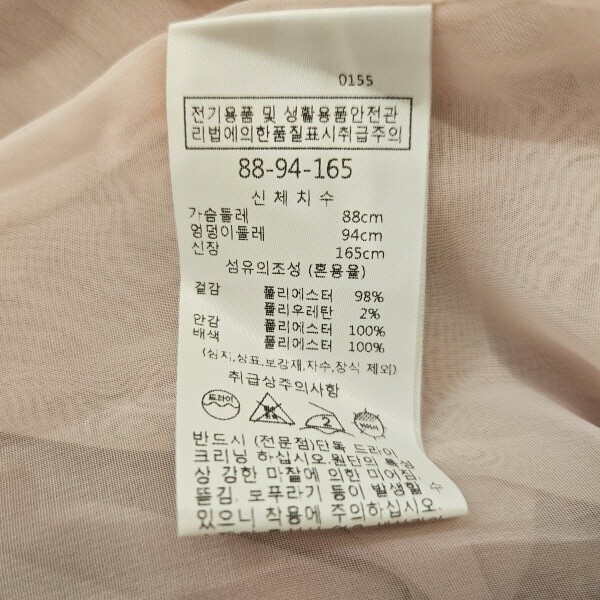 0155
전기용품 및 생활용품안전관
리법에의한품질표시취급주의
88-94-165
신체치수
가슴둘레 88cm
엉덩이둘레 94cm
신장 165cm
섬유의조성 (혼용율)
겉감 폴리에스터 98%
폴리우레탄 2%
안감 폴리에스터 100%
배색 폴리에스터 100%
(심지,상표,보강재,자수,장식 제외)
취급상주의사항
드라이
2
반드시 (전문점)단독 드라이
크리닝 하십시오.원단의 특성
상 강한 마찰에 의한 미어짐
뜯김. 보푸라기 등이 발생할 수
있으니 착용에 주의하십시오.